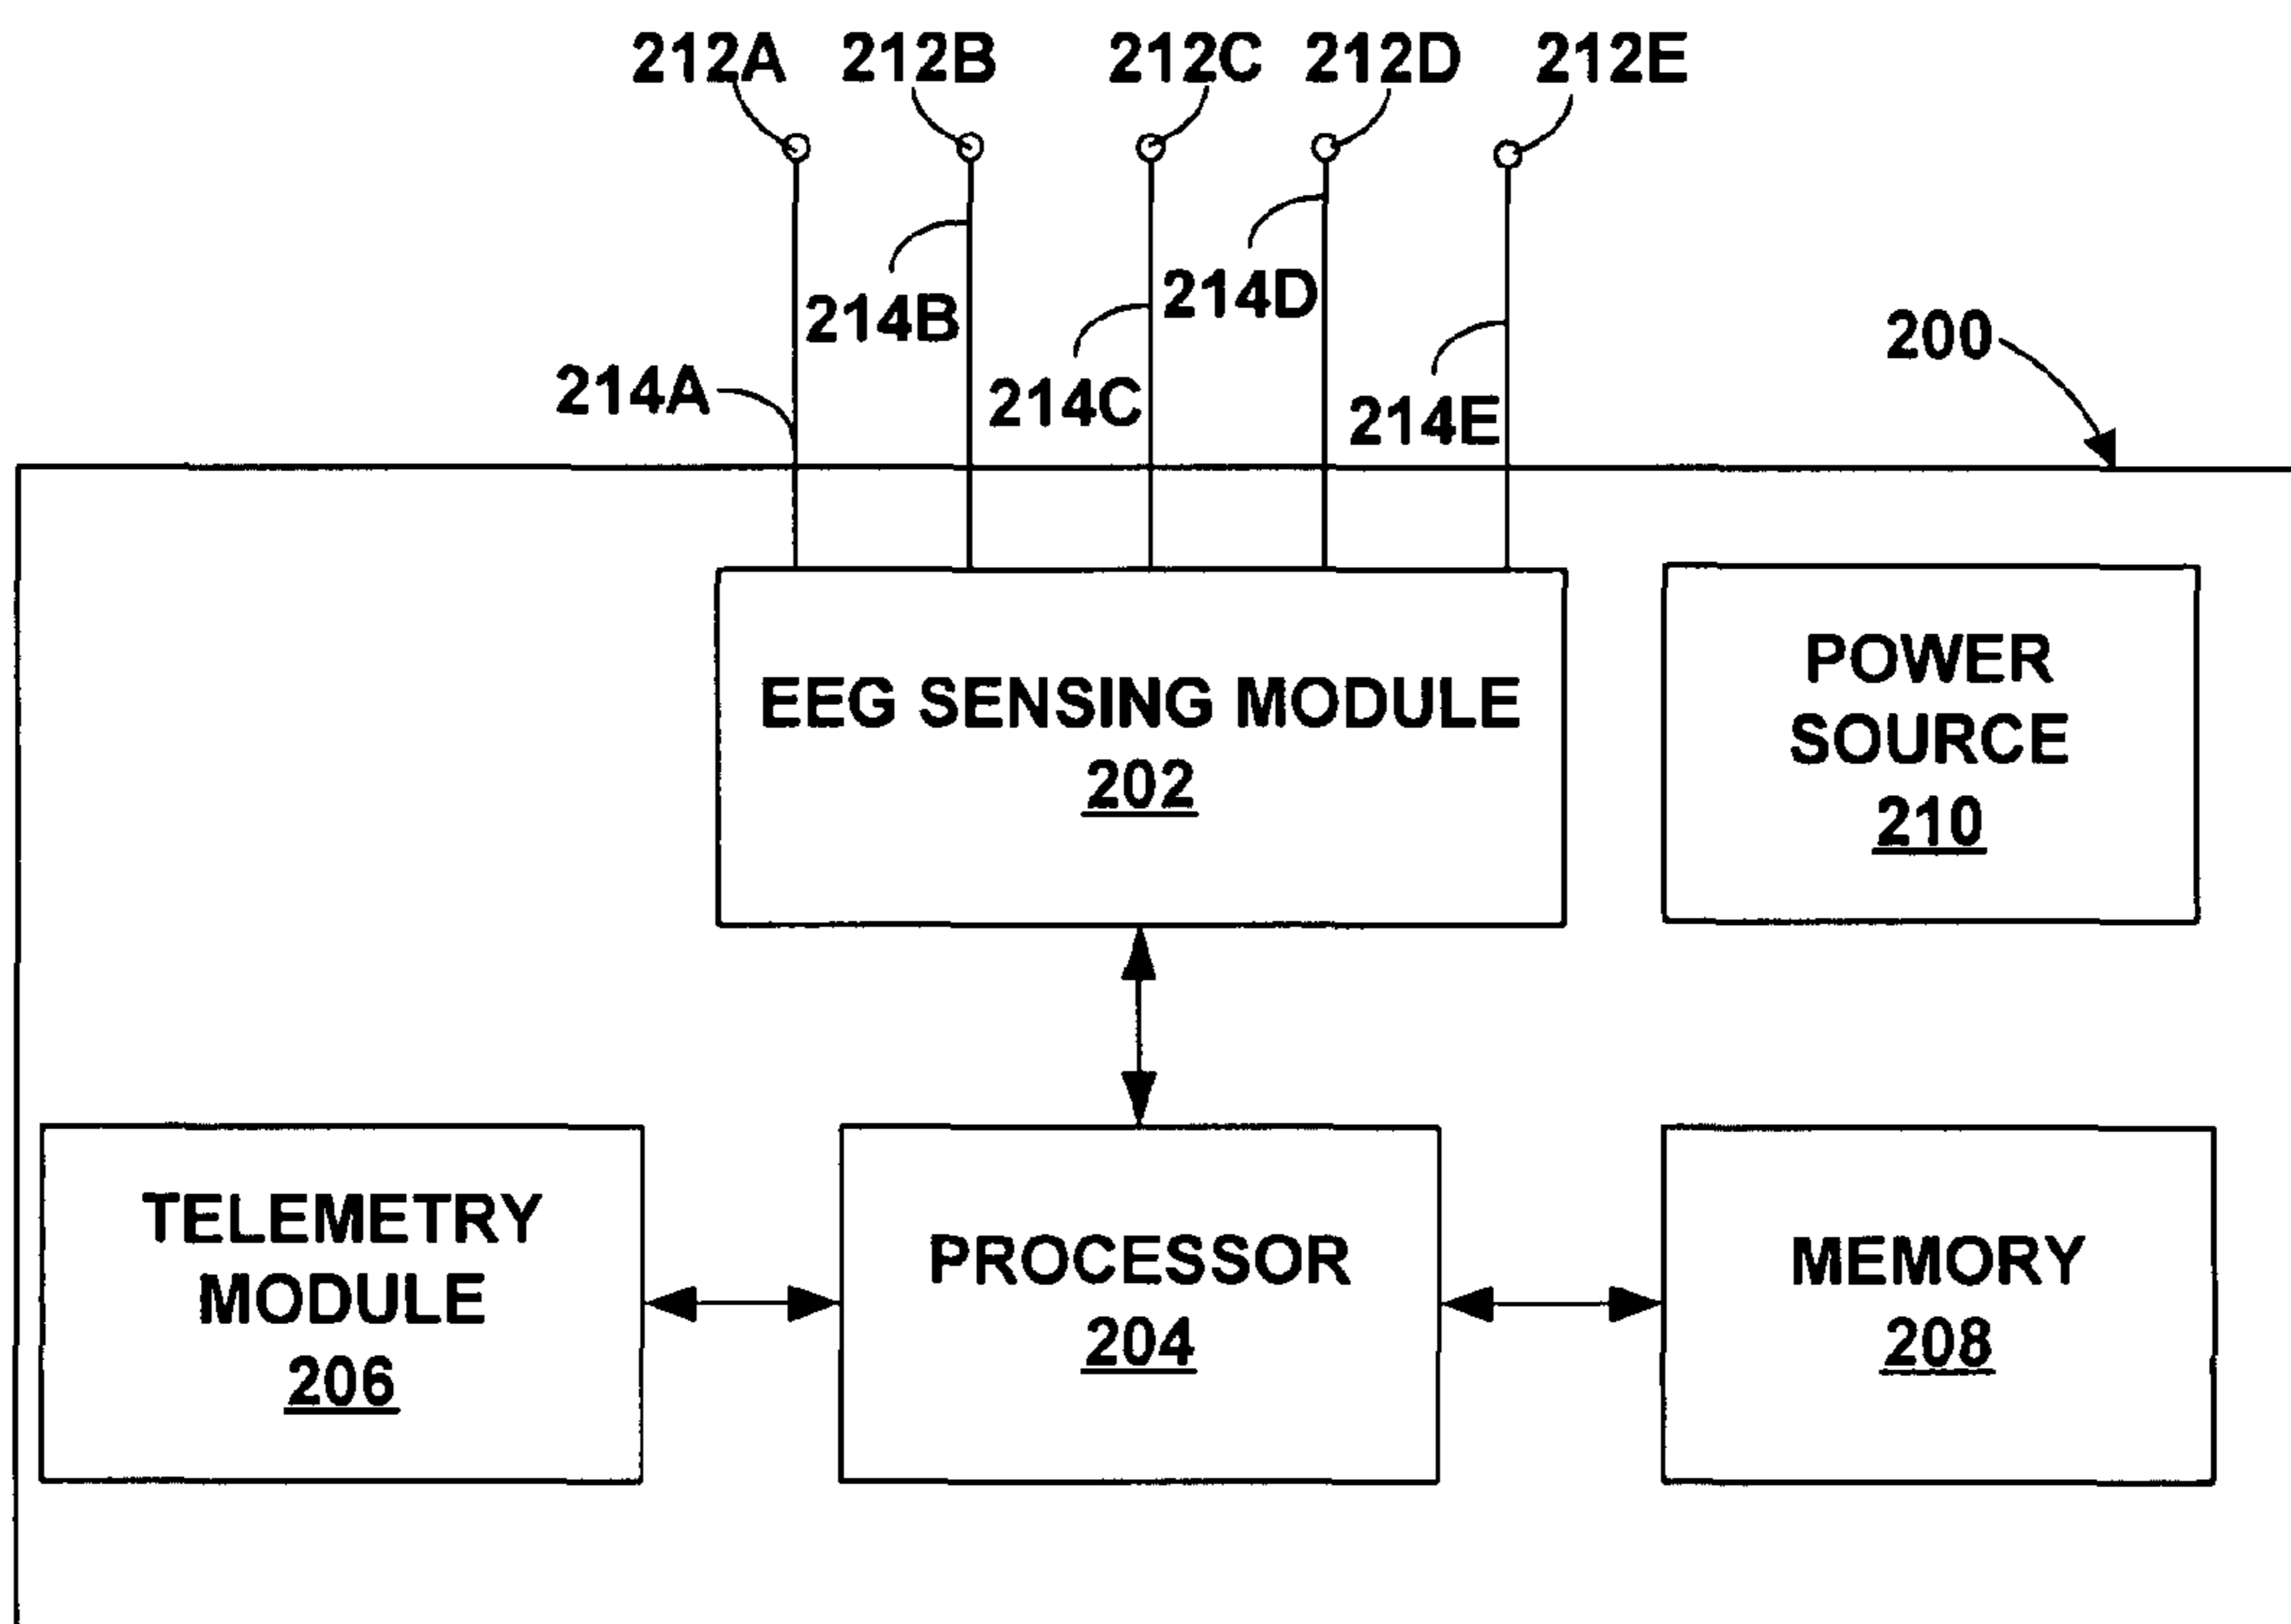 212A 212B 212C 212D 212E
214B
214D
200
214A
214C
214E
EEG SENSING MODULE
202
POWER
SOURCE
210
TELEMETRY
MODULE
206
PROCESSOR
204
MEMORY
208